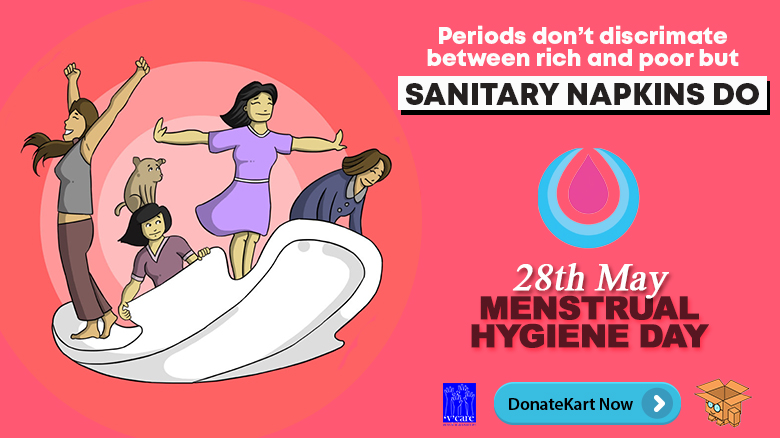 Periods don't discrimate
between rich and poor but
SANITARY NAPKINS DO
28th May
MENSTRUAL
HYGIENE DAY
DonateKart Now
v care